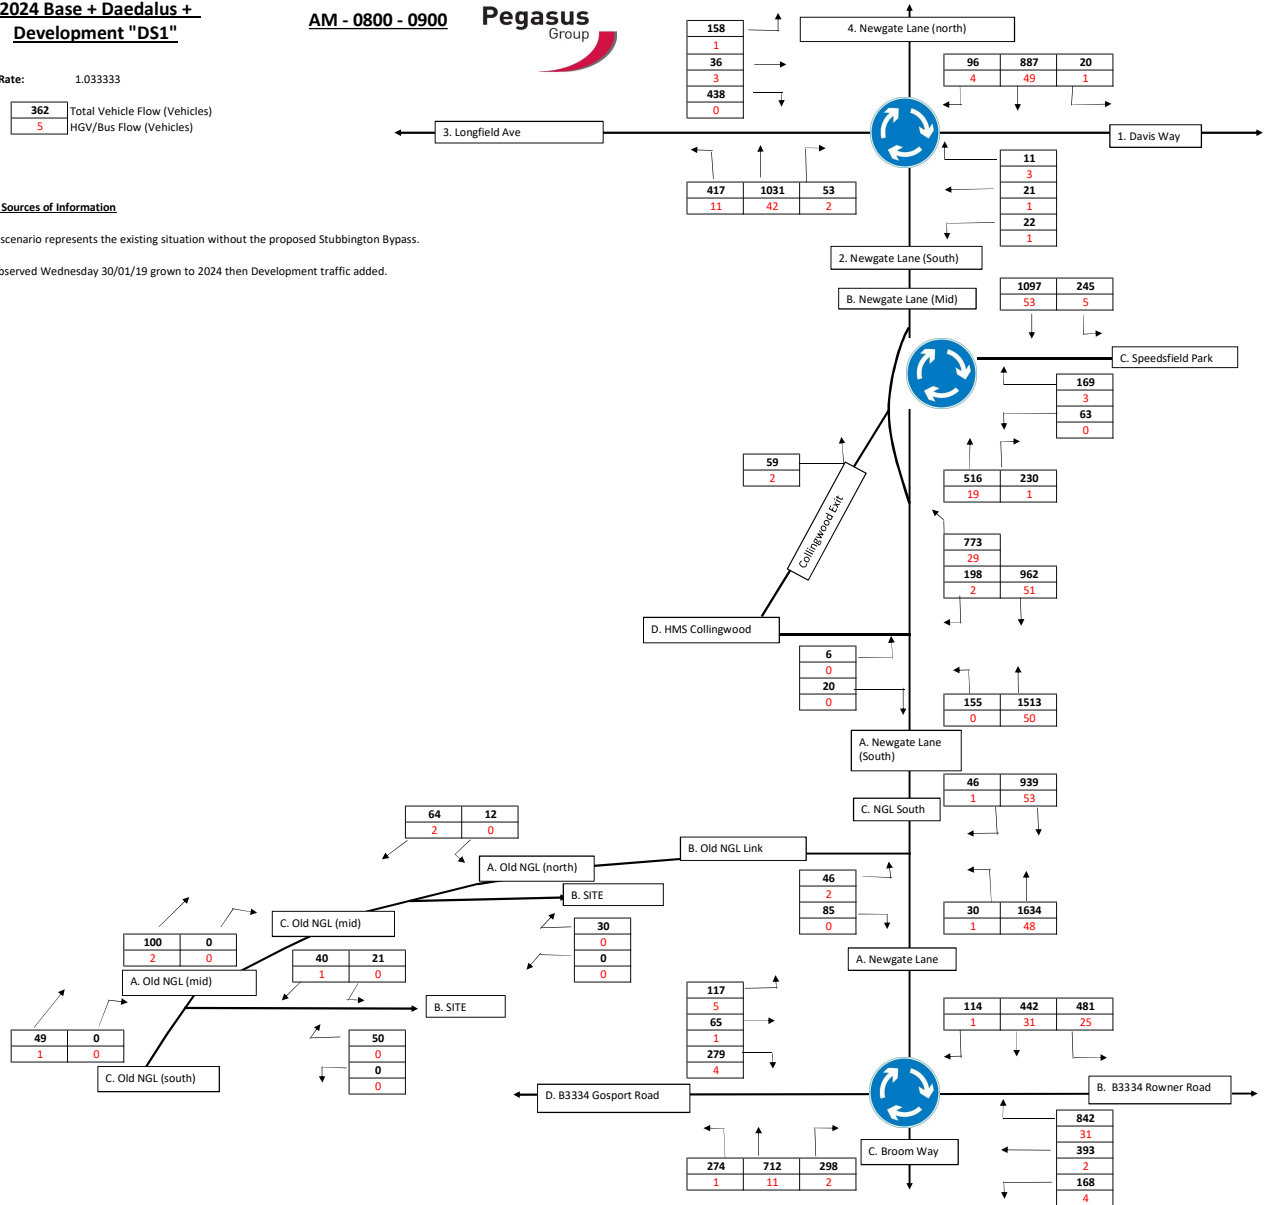 2024 Base + Daedalus +
Development "DS1"
AM - 0800 - 0900
Pegasus
Group
Rate: 1.033333
362 Total Vehicle Flow (Vehicles)
5 HGV/Bus Flow (Vehicles)
Sources of Information
scenario represents the existing situation without the proposed Stubbington Bypass.
bserved Wednesday 30/01/19 grown to 2024 then Development traffic added.
158
1
36
3
438
0
4. Newgate Lane (north)
96 887 20
4 49 1
3. Longfield Ave
1. Davis Way
417 1031 53
11 42 2
11
3
21
1
22
1
2. Newgate Lane (South)
B. Newgate Lane (Mid)
1097 245
53 5
C. Speedsfield Park
169
3
63
0
59
2
516 230
19 1
Collingwood Exit
773
29
198 962
2 51
D. HMS Collingwood
6
0
20
0
155 1513
0 50
A. Newgate Lane
(South)
C. NGL South
46 939
1 53
64 12
2 0
B. Old NGL Link
A. Old NGL (north)
B. SITE
46
2
85
0
30 1634
1 48
C. Old NGL (mid)
30
0
0
0
100 0
2 0
40 21
1 0
A. Old NGL (mid)
A. Newgate Lane
B. SITE
49 0
1 0
50
0
0
0
C. Old NGL (south)
117
5
65
1
279
4
114 442 481
1 31 25
D. B3334 Gosport Road
B. B3334 Rowner Road
C. Broom Way
274 712 298
1 11 2
842
31
393
2
168
4